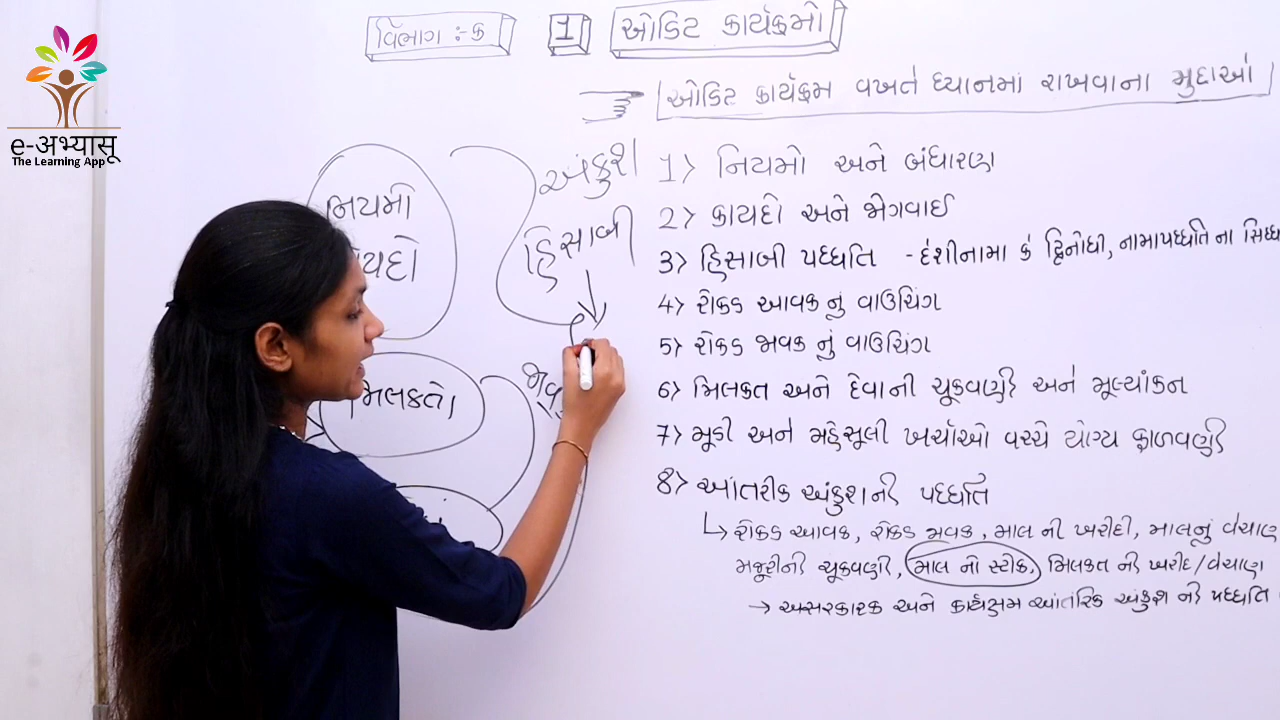 e-अभ्यासू
The Learning App
વિભાગ :- ક
1
ઓડિટ કાર્યક્રમો
ઓડિટ કાર્યક્રમ વખતે ધ્યાનમાં રાખવાના મુદ્દાઓ
1> નિયમો અને બંધારણ
2> કાયદો અને જોગવાઈ
3> હિસાબી પધ્ધતિ - દેશીનામા કે દ્વિનોંધી, નામાપધ્ધતિ ના
4> રોકડ આવક નું વાઉચિંગ
5> રોકડ જાવક નું વાઉચિંગ
6> મિલકત અને દેવાની ચૂકવણી અને મૂલ્યાંકન
7> મૂડી અને મહેસૂલી ખર્ચાઓ વચ્ચે યોગ્ય ફાળવણી
8> આંતરીક અંકુશની પધ્ધતિ
રોકડ આવક, રોકડ જાવક, માલ ની ખરીદી, માલનું વેચાણ
મજૂરીની ચૂકવણી, માલ નો સ્ટોક, મિલકત ની ખરીદ/વેચાણ
→ અસરકારક અને કાર્યક્ષમ આંતરિક અંકુશ ની પધ્ધતિ
નિયમો
મિલકતો
અંકુશ
હિસાબી